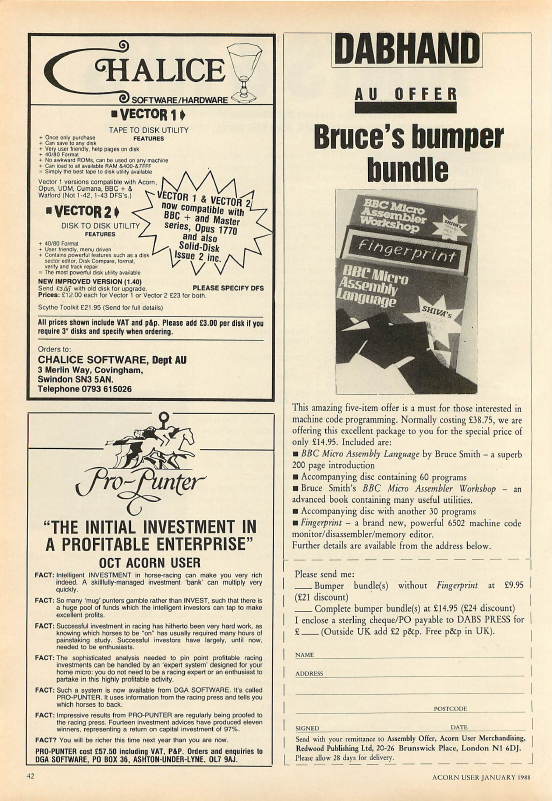 CHALICE
SOFTWARE/HARDWARE
■ VECTOR 1
TAPE TO DISK UTILITY
FEATURES
+ Once only purchase
+ Can save to any disk
+ Very user friendly, help pages on disk
+ 40/80 Format
+ No awkward ROMs, can be used on any machine
+ Can load to all available RAM &400-&7FFF
= Simply the best tape to disk utility available
Vector 1 versions compatible with Acorn,
Opus, UDM, Cumana, BBC + &
Watford (Not 1-42, 1-43 DFS's.)
■ VECTOR 2
DISK TO DISK UTILITY
FEATURES
+ 40/80 Format
+ User friendly, menu driven
+ Contains powerful features such as a disk
sector editor, Disk Compare, format,
verify and track repair
= The most powerful disk utility available
VECTOR 1 & VECTOR 2
now compatible with
BBC + and Master
series, Opus 1770
and also
Solid-Disk
Issue 2 inc.
NEW IMPROVED VERSION (1.40)
Send with old disk for upgrade.
PLEASE SPECIFY DFS
Prices: £12.00 each for Vector 1 or Vector 2 £23 for both.
Scythe Toolkit £21.95 (Send for full details)
All prices shown include VAT and p&p. Please add £3.00 per disk if you
require 3" disks and specify when ordering.
Orders to:
CHALICE SOFTWARE, Dept AU
3 Merlin Way, Covingham,
Swindon SN3 5AN.
Telephone 0793 615026
Pro-Punter
"THE INITIAL INVESTMENT IN
A PROFITABLE ENTERPRISE"
OCT ACORN USER
FACT: Intelligent INVESTMENT in horse-racing can make you very rich
indeed. A skillfully-managed investment 'bank' can multiply very
quickly.
FACT: So many 'mug' punters gamble rather than INVEST, such that there is
a huge pool of funds which the intelligent investors can tap to make
excellent profits.
FACT: Successful investment in racing has hitherto been very hard work, as
knowing which horses to be "on" has usually required many hours of
painstaking study. Successful investors have largely, until now,
needed to be enthusiasts.
FACT: The sophisticated analysis needed to pin point profitable racing
investments can be handled by an 'expert system' designed for your
home micro: you do not need to be a racing expert or an enthusiast to
partake in this highly profitable activity.
FACT: Such a system is now available from DGA SOFTWARE. It's called
PRO-PUNTER. It uses information from the racing press and tells you
which horses to back.
FACT: Impressive results from PRO-PUNTER are regularly being proofed to
the racing press. Fourteen investment advices have produced eleven
winners, representing a return on capital investment of 97%.
FACT? You will be richer this time next year than you are now.
PRO-PUNTER cost £57.50 including VAT, P&P. Orders and enquiries to
DGA SOFTWARE, PO BOX 36, ASHTON-UNDER-LYNE, OL7 9AJ.
DABHAND
AU OFFER
Bruce's bumper
bundle
BBC Micro
Assembler
Workshop
Fingerprint
BBC Micro
Assembly
Language
SHIVA's
This amazing five-item offer is a must for those interested in
machine code programming. Normally costing £38.75, we are
offering this excellent package to you for the special price of
only £14.95. Included are:
■ BBC Micro Assembly Language by Bruce Smith – a superb
200 page introduction
■ Accompanying disc containing 60 programs
■ Bruce Smith's BBC Micro Assembler Workshop – an
advanced book containing many useful utilities.
■ Accompanying disc with another 30 programs
■ Fingerprint – a brand new, powerful 6502 machine code
monitor/disassembler/memory editor.
Further details are available from the address below.
Please send me:
___ Bumper bundle(s) without Fingerprint at £9.95
(£21 discount)
___ Complete bumper bundle(s) at £14.95 (£24 discount)
I enclose a sterling cheque/PO payable to DABS PRESS for
£ ___ (Outside UK add £2 p&p. Free p&p in UK).
NAME
ADDRESS
POSTCODE
SIGNED DATE
Send with your remittance to Assembly Offer, Acorn User Merchandising,
Redwood Publishing Ltd, 20-26 Brunswick Place, London N1 6DJ.
Please allow 28 days for delivery.
42
ACORN USER JANUARY 1988